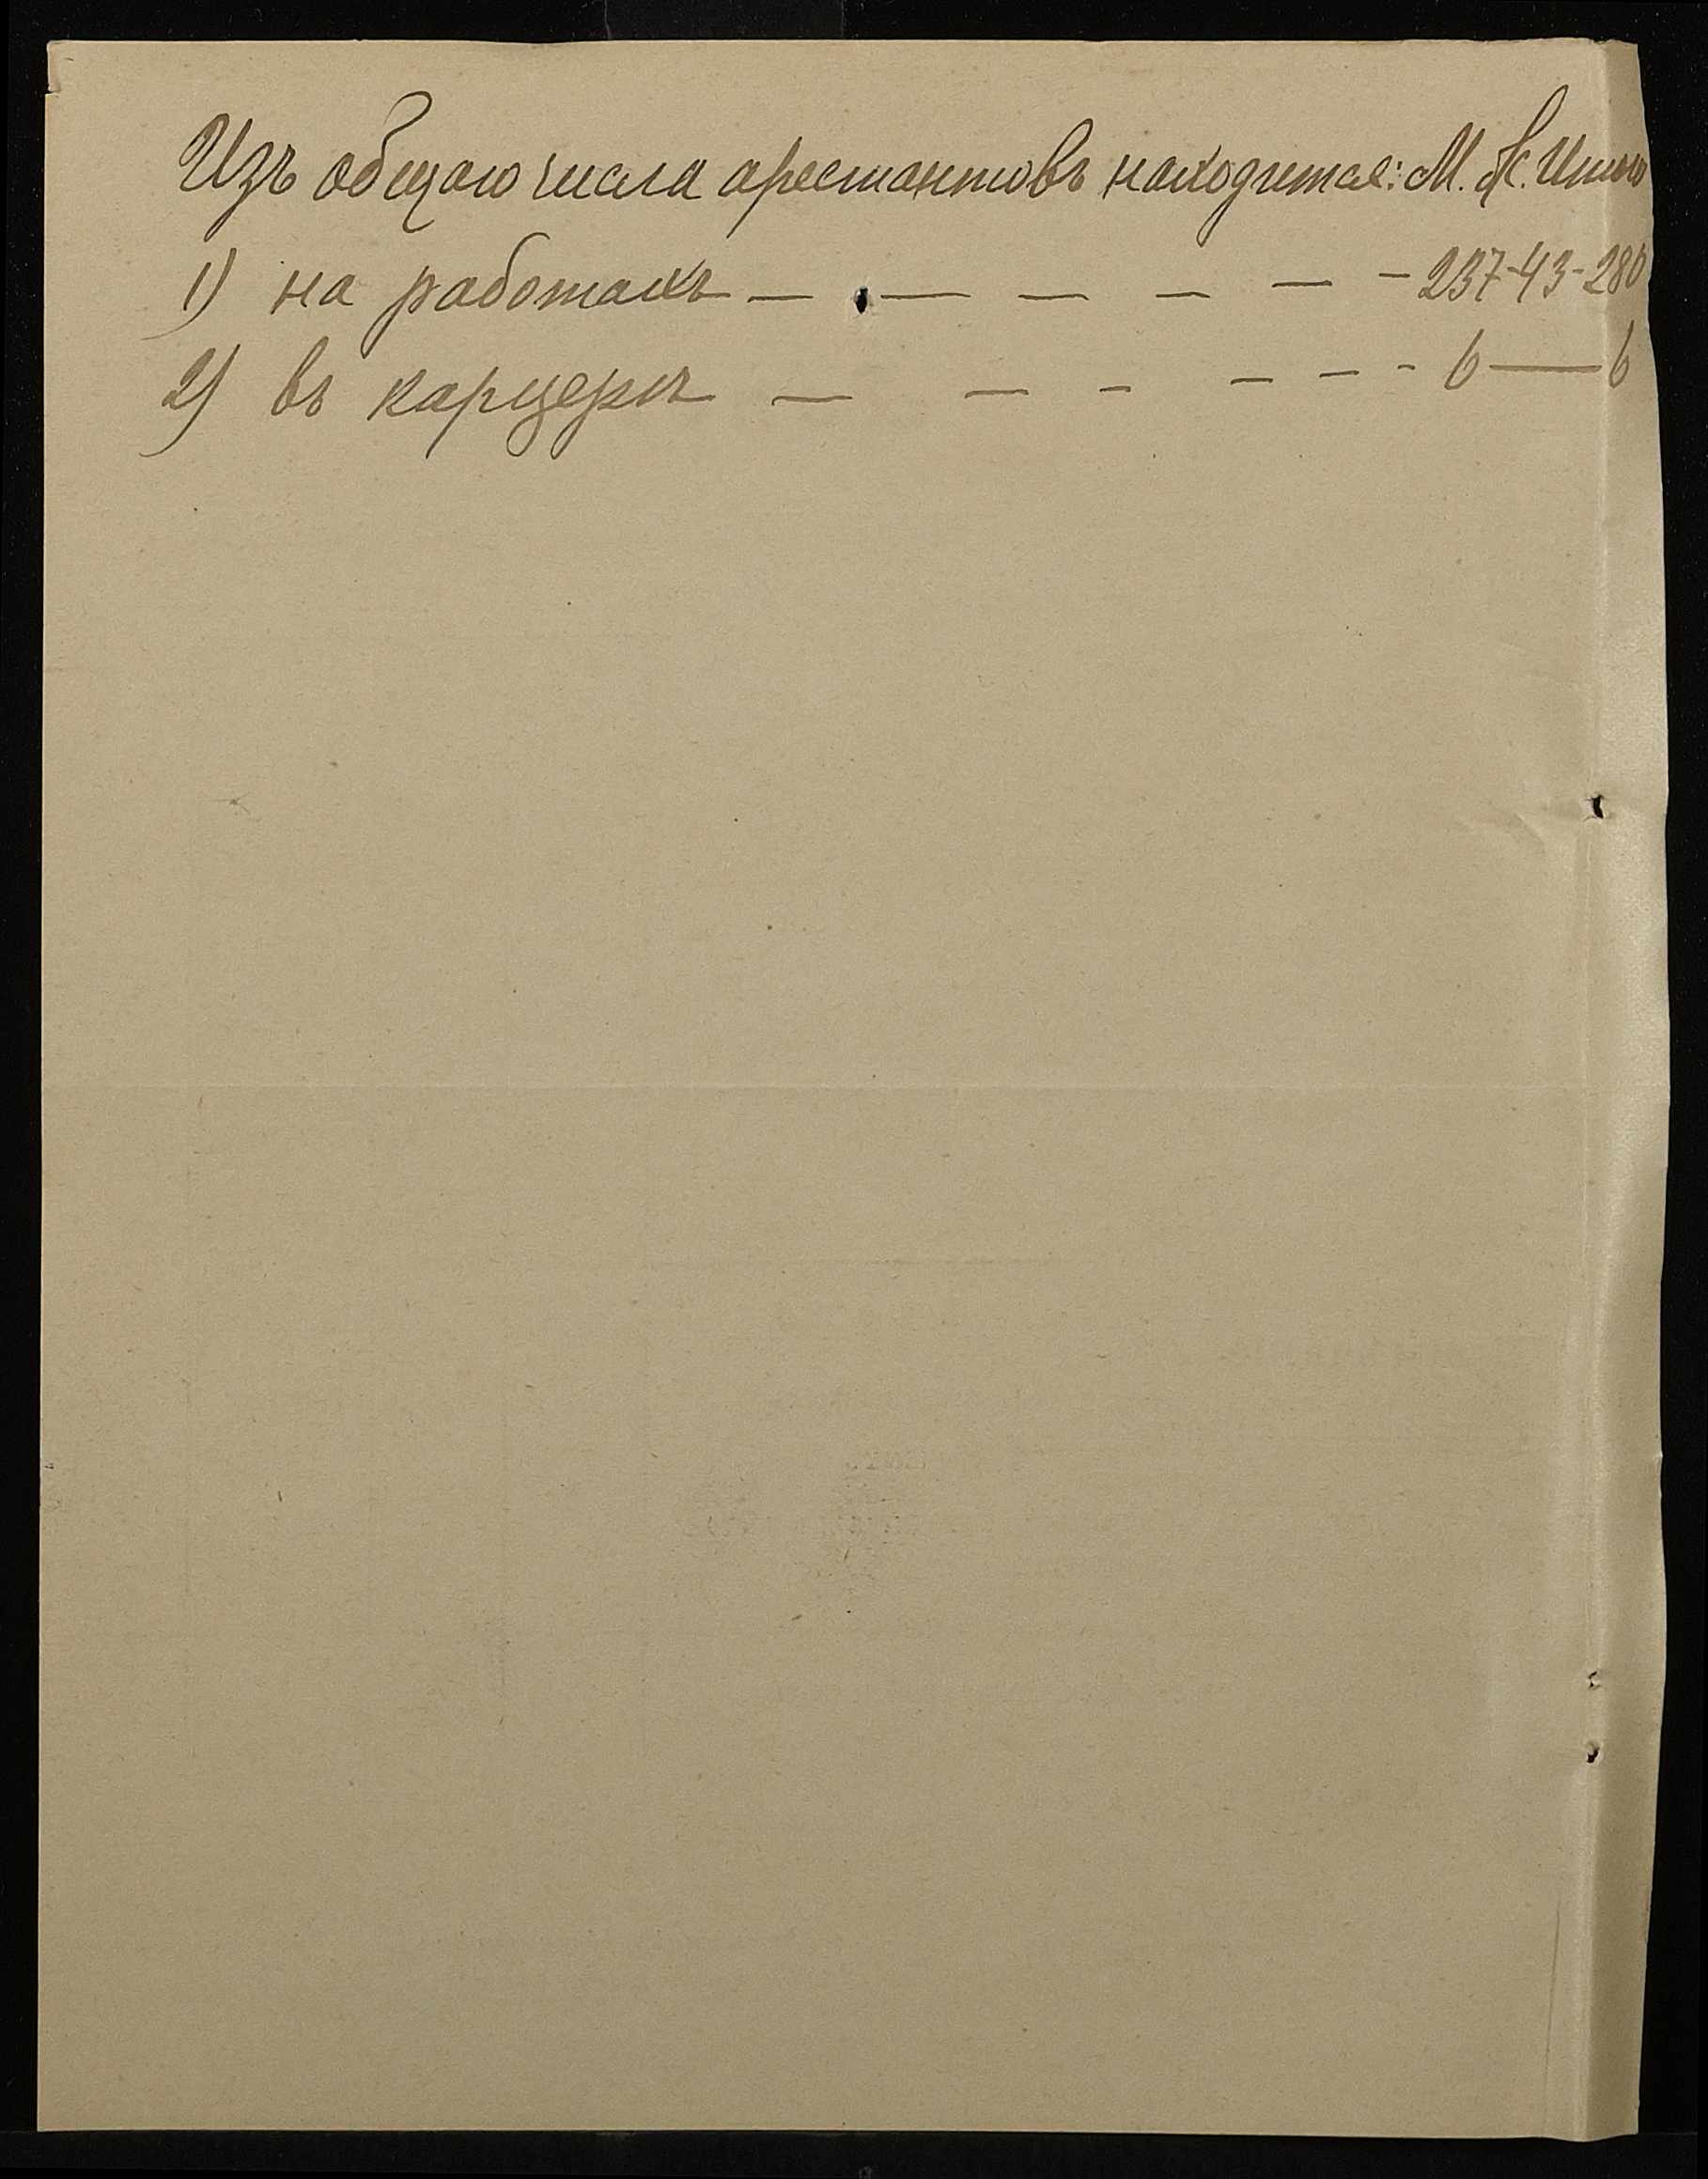 Изъ общаго числа арестантовъ находится: М. Ж. Итого
1) на работахъ — — — — — — - 237-43-280
2) въ карцерѣ — — - — - - - 6 — 6